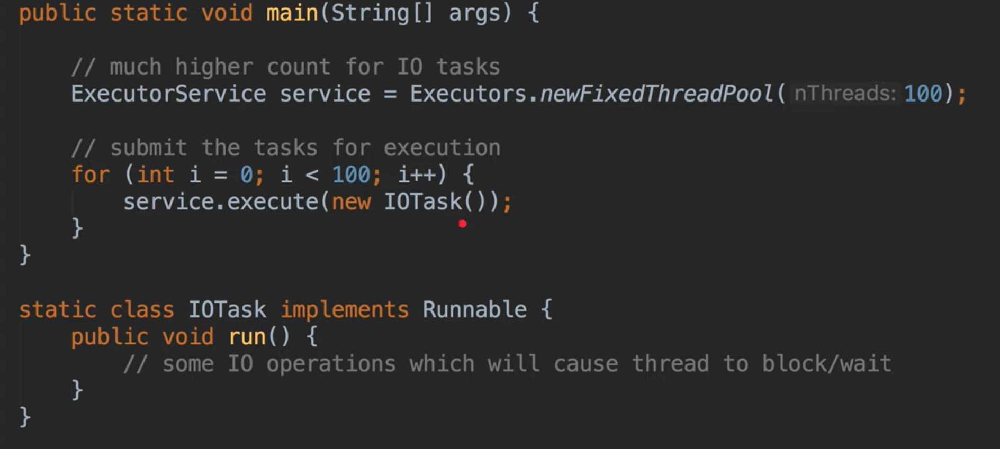 public static void main(String[] args) {
// much higher count for IO tasks
ExecutorService service = Executors.newFixedThreadPool( nThreads: 100);
// submit the tasks for execution
for (int i = 0; i < 100; i++) {
service.execute(new IOTask());
}
}
static class IOTask implements Runnable {
public void run() {
// some IO operations which will cause thread to block/wait
}
}